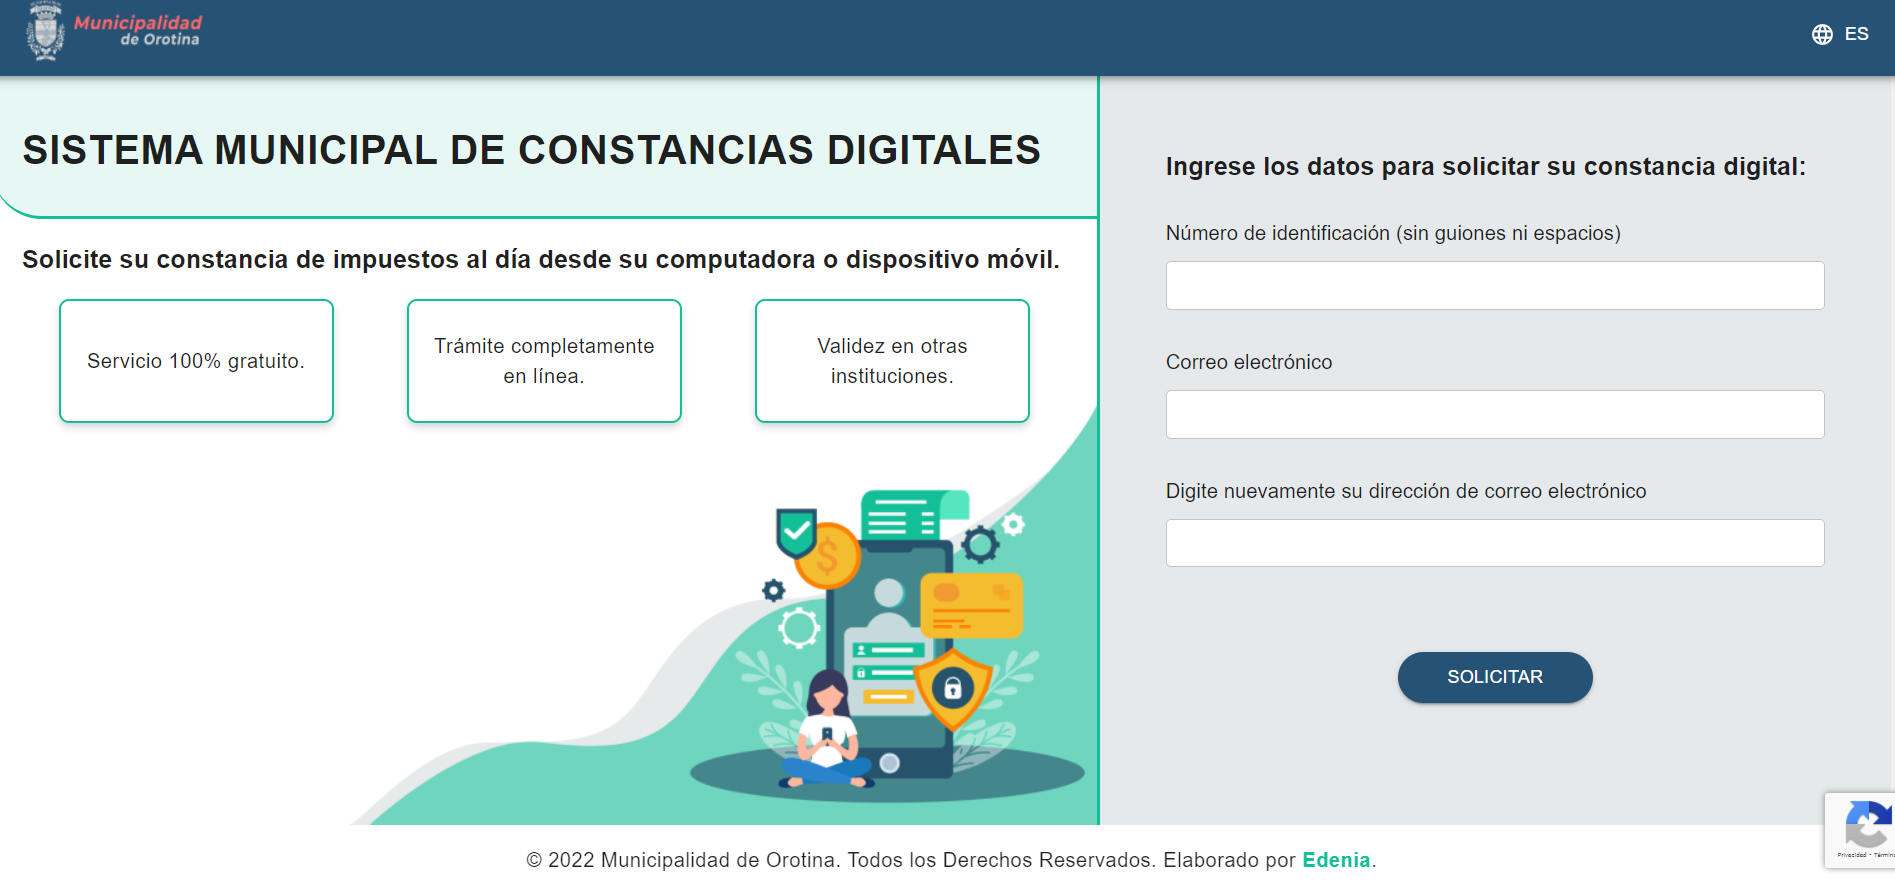 Municipalidad
de Orotina
ES
SISTEMA MUNICIPAL DE CONSTANCIAS DIGITALES
Solicite su constancia de impuestos al día desde su computadora o dispositivo móvil.
Servicio 100% gratuito.
Trámite completamente
en línea.
Validez en otras
instituciones.
Ingrese los datos para solicitar su constancia digital:
Número de identificación (sin guiones ni espacios)
Correo electrónico
Digite nuevamente su dirección de correo electrónico
SOLICITAR
Privacidad
© 2022 Municipalidad de Orotina. Todos los Derechos Reservados. Elaborado por Edenia.